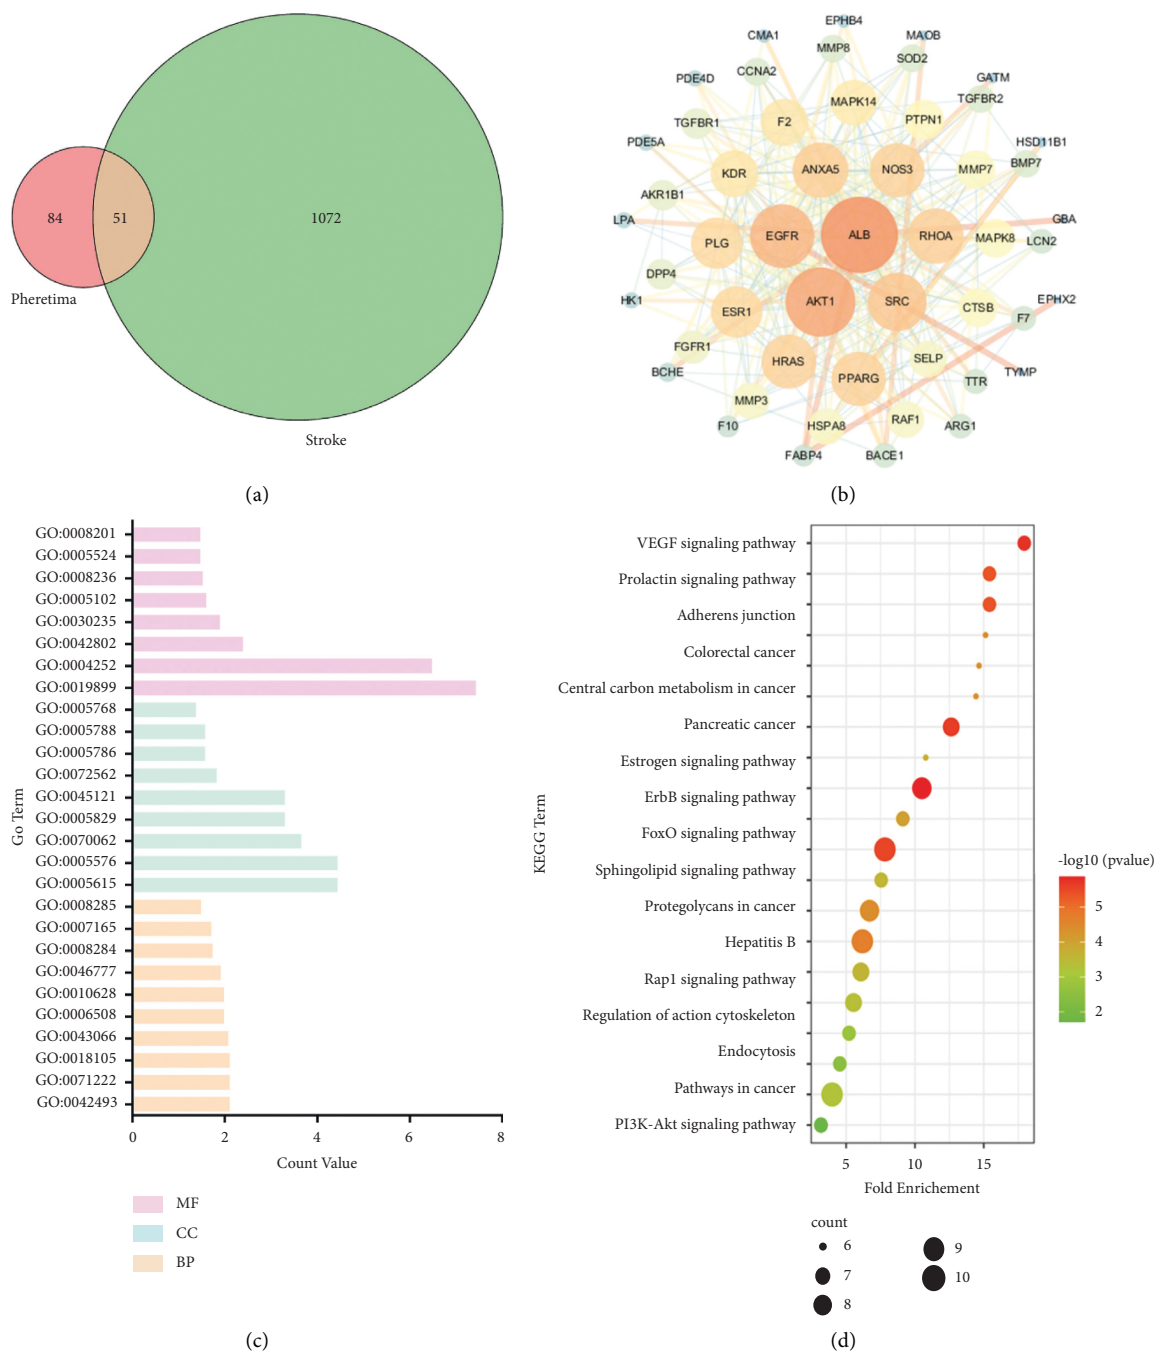 84
51
1072
Pheretima
Stroke
(a)
EPHB4
CMA1
MAOB
MMP8
SOD2
CCNA2
PDE4D
GATM
MAPK14
TGFBR2
F2
PTPN1
TGFBR1
PDE5A
HSD11B1
KDR
ANXA5
NOS3
MMP7
BMP7
AKR1B1
LPA
GBA
PLG
EGFR
ALB
RHOA
MAPK8
LCN2
DPP4
HK1
AKT1
SRC
EPHX2
ESR1
CTSB
F7
FGFR1
BCHE
HRAS
SELP
TYMP
PPARG
TTR
MMP3
F10
HSPA8
RAF1
ARG1
FABP4
BACE1
(b)
Go Term
GO:0008201
GO:0005524
GO:0008236
GO:0005102
GO:0030235
GO:0042802
GO:0004252
GO:0019899
GO:0005768
GO:0005788
GO:0005786
GO:0072562
GO:0045121
GO:0005829
GO:0070062
GO:0005576
GO:0005615
GO:0008285
GO:0007165
GO:0008284
GO:0046777
GO:0010628
GO:0006508
GO:0043066
GO:0018105
GO:0071222
GO:0042493
0 2 4 6 8
Count Value
MF
CC
BP
(c)
KEGG Term
VEGF signaling pathway
Prolactin signaling pathway
Adherens junction
Colorectal cancer
Central carbon metabolism in cancer
Pancreatic cancer
Estrogen signaling pathway
ErbB signaling pathway
FoxO signaling pathway
Sphingolipid signaling pathway
Protegolycans in cancer
Hepatitis B
Rap1 signaling pathway
Regulation of action cytoskeleton
Endocytosis
Pathways in cancer
PI3K-Akt signaling pathway
5 10 15
Fold Enrichement
-log10 (pvalue)
5
4
3
2
count
6 9
7 10
8
(d)